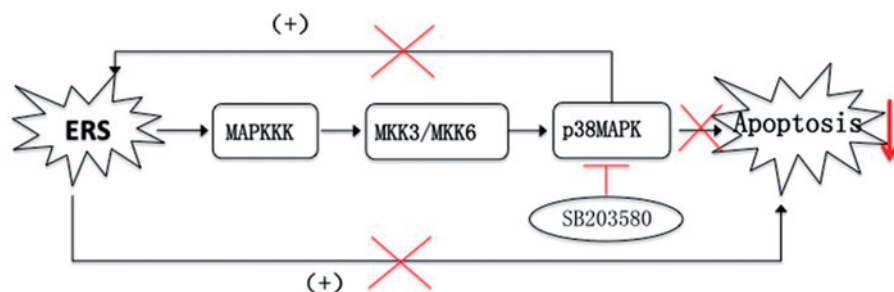 (+)
ERS
MAPKKK
MKK3/MKK6
p38MAPK
Apoptosis
SB203580
(+)